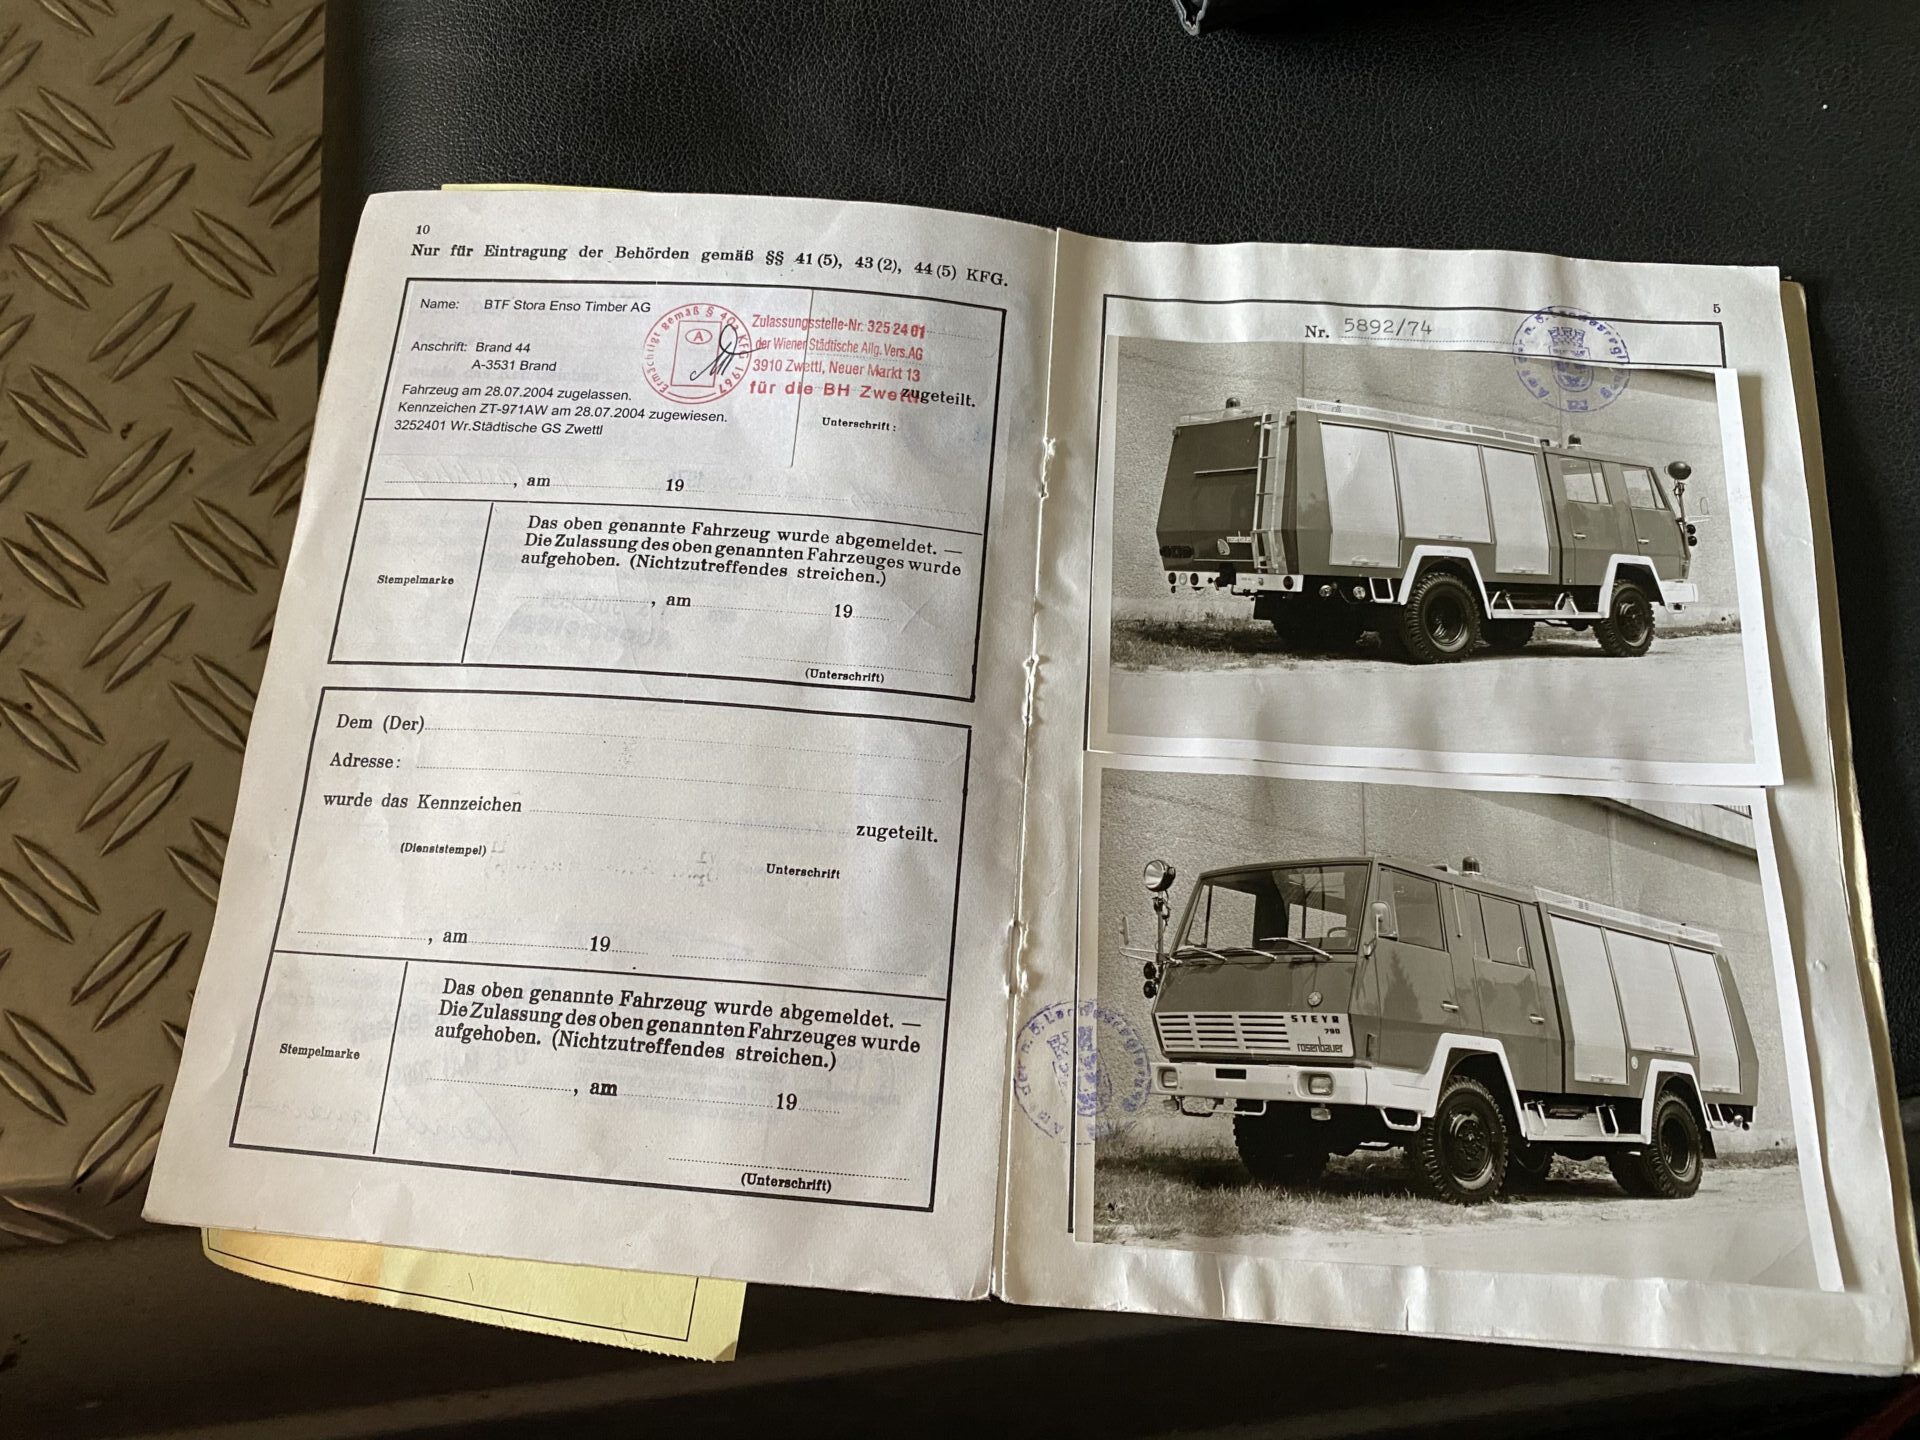 10
Nur für Eintragung der Behörden gemäß §§ 41 (5), 43 (2), 44 (5) KFG.
Name: BTF Stora Enso Timber AG
Anschrift: Brand 44
A-3531 Brand
Fahrzeug am 28.07.2004 zugelassen.
Kennzeichen ZT-971AW am 28.07.2004 zugewiesen.
3252401 Wr.Städtische GS Zwettl
Ermächtigt gemäß § 40a KFG 1967
A
Zulassungsstelle-Nr. 325 24 01
der Wiener Städtische Allg. Vers.AG
3910 Zwettl, Neuer Markt 13
für die BH Zwettl
zugeteilt.
Unterschrift:
, am 19
Stempelmarke
Das oben genannte Fahrzeug wurde abgemeldet. —
Die Zulassung des oben genannten Fahrzeuges wurde
aufgehoben. (Nichtzutreffendes streichen.)
, am 19
(Unterschrift)
Dem (Der)
Adresse:
wurde das Kennzeichen
zugeteilt.
(Dienststempel)
Unterschrift
, am 19
Stempelmarke
Das oben genannte Fahrzeug wurde abgemeldet. —
Die Zulassung des oben genannten Fahrzeuges wurde
aufgehoben. (Nichtzutreffendes streichen.)
, am 19
(Unterschrift)
5
Nr. 5892/74
STEYR
790
rosenbauer